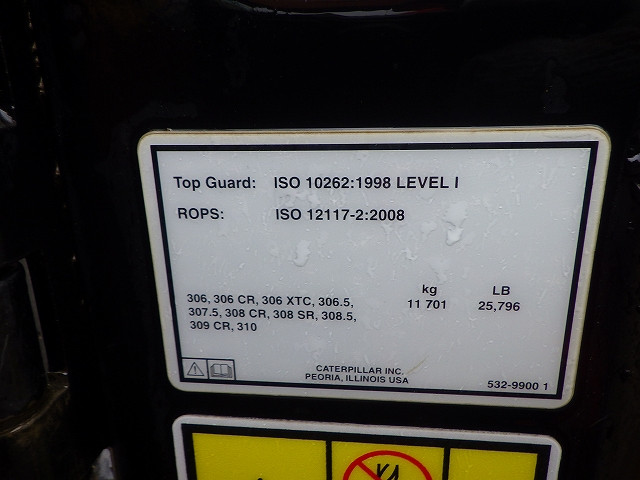 Top Guard: ISO 10262:1998 LEVEL I
ROPS: ISO 12117-2:2008
kg LB
306, 306 CR, 306 XTC, 306.5, 11 701 25,796
307.5, 308 CR, 308 SR, 308.5,
309 CR, 310
CATERPILLAR INC.
PEORIA, ILLINOIS USA
532-9900 1